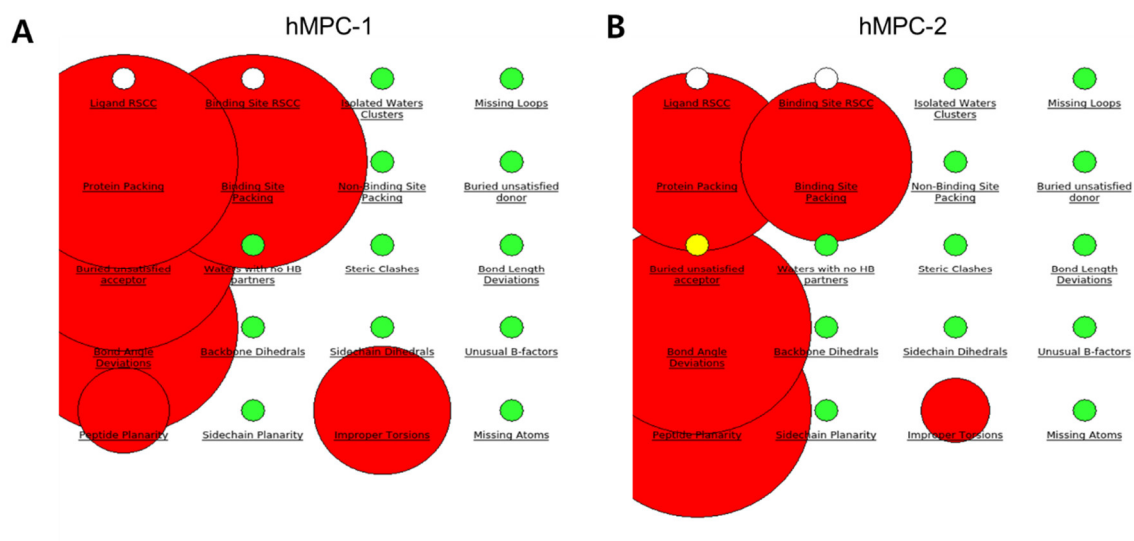 A
hMPC-1
Ligand RSCC
Binding Site RSCC
Isolated Waters
Clusters
Missing Loops
Protein Packing
Binding Site
Packing
Non-Binding Site
Packing
Buried unsatisfied
donor
Buried unsatisfied
acceptor
Waters with no HB
partners
Steric Clashes
Bond Length
Deviations
Bond Angle
Deviations
Backbone Dihedrals
Sidechain Dihedrals
Unusual B-factors
Peptide Planarity
Sidechain Planarity
Improper Torsions
Missing Atoms
B
hMPC-2
Ligand RSCC
Binding Site RSCC
Isolated Waters
Clusters
Missing Loops
Protein Packing
Binding Site
Packing
Non-Binding Site
Packing
Buried unsatisfied
donor
Buried unsatisfied
acceptor
Waters with no HB
partners
Steric Clashes
Bond Length
Deviations
Bond Angle
Deviations
Backbone Dihedrals
Sidechain Dihedrals
Unusual B-factors
Peptide Planarity
Sidechain Planarity
Improper Torsions
Missing Atoms